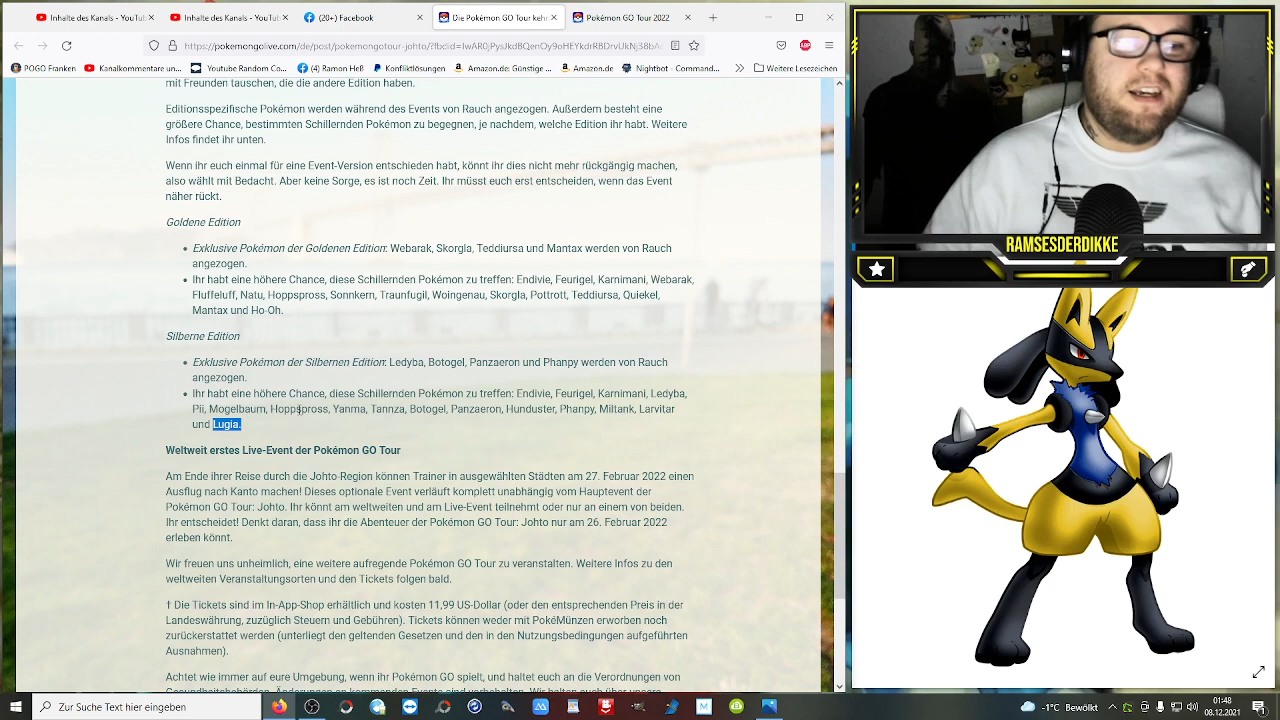 Inside of Kanals - YouTu
Inside of Kanals - YouTu
Facebook
Die Pokémon GO Tour keh
Pokémon GO Tour 2022
https://pokemongolive.com/de/post/pokemongotour-johto/?fbclid=IwAR0jPyskdBQenOy9oHEYkdrRBDrvUkNj38bA
POGO Franken
Kanalkommentare un...
Neuer Tab
Random Code
(4) Ramon | Facebook
Konfliktlösungen
Amazon.de: Günstige ...
Amazon.de
Nightbot - Command...
Weitere Lesezeichen
mit Freunden tauschen, die die andere Edition haben.
Editionsspezifische Pokémon werden während des Events von Rauch angezogen. Außerdem besteht eine
größere Chance, bestimmten Schillernden Pokémon zu begegnen, je nachdem, welche Edition ihr habt. Weitere
Infos findet ihr unten.
Wenn ihr euch einmal für eine Event-Version entschieden habt, könnt ihr dies nicht mehr rückgängig machen,
also wählt mit Bedacht. Aber keine Sorge, es ist noch Zeit. Ihr müsst euch erst entscheiden, wenn das Event
näher rückt.
Goldene Edition
Exklusive Pokémon der Goldenen Edition: Webarak, Skorgla, Teddiursa und Mantax werden von Rauch
angezogen.
Ihr habt eine höhere Chance, diese Schillernden Pokémon zu treffen: Endivie, Feurigel, Karnimani, Webarak,
Fluffeluff, Natu, Hoppspross, Sonnkern, Traunfugil, Woingenau, Skorgla, Pottrott, Teddiursa, Quiekel,
Mantax und Ho-Oh.
Silberne Edition
Exklusive Pokémon der Silbernen Edition: Ledyba, Botogel, Panzaeron und Phanpy werden von Rauch
angezogen.
Ihr habt eine höhere Chance, diese Schillernden Pokémon zu treffen: Endivie, Feurigel, Karnimani, Ledyba,
Pii, Mogelbaum, Hoppspross, Yanma, Tannza, Botogel, Panzaeron, Hunduster, Phanpy, Miltank, Larvitar
und Lugia.
Weltweit erstes Live-Event der Pokémon GO Tour
Am Ende ihrer Reise durch die Johto-Region können Trainer in ausgewählten Städten am 27. Februar 2022 einen
Ausflug nach Kanto machen! Dieses optionale Event verläuft komplett unabhängig vom Hauptevent der
Pokémon GO Tour: Johto. Ihr könnt am weltweiten und am Live-Event teilnehmt oder nur an einem von beiden.
Ihr entscheidet! Denkt daran, dass ihr die Abenteuer der Pokémon GO Tour: Johto nur am 26. Februar 2022
erleben könnt.
Wir freuen uns unheimlich, eine weitere aufregende Pokémon GO Tour zu veranstalten. Weitere Infos zu den
weltweiten Veranstaltungsorten und den Tickets folgen bald.
† Die Tickets sind im In-App-Shop erhältlich und kosten 11,99 US-Dollar (oder den entsprechenden Preis in der
Landeswährung, zuzüglich Steuern und Gebühren). Tickets können weder mit PokéMünzen erworben noch
zurückerstattet werden (unterliegt den geltenden Gesetzen und den in den Nutzungsbedingungen aufgeführten
Ausnahmen).
Achtet wie immer auf eure Umgebung, wenn ihr Pokémon GO spielt, und haltet euch an die Verordnungen von
RAMSESDERDIKKE
Zur Suche Text hier eingeben
-1°C Bewölkt
01:48
08.12.2021